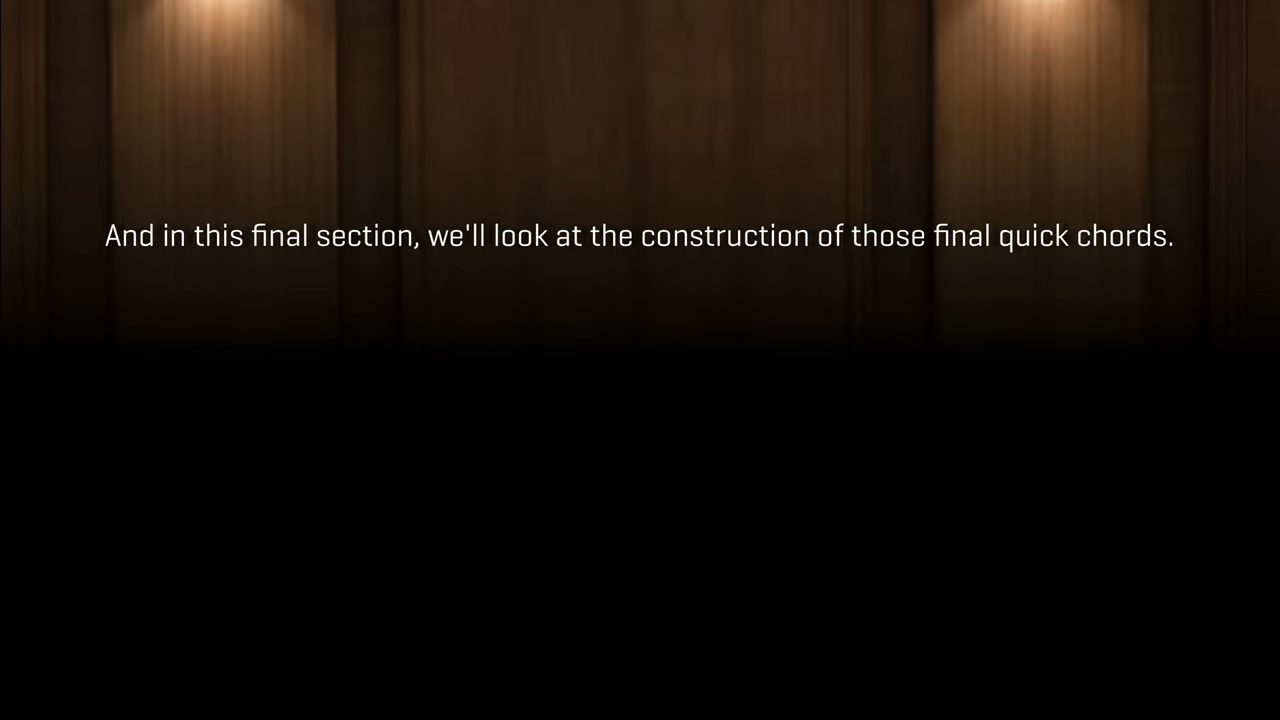 And in this final section, we'll look at the construction of those final quick chords.